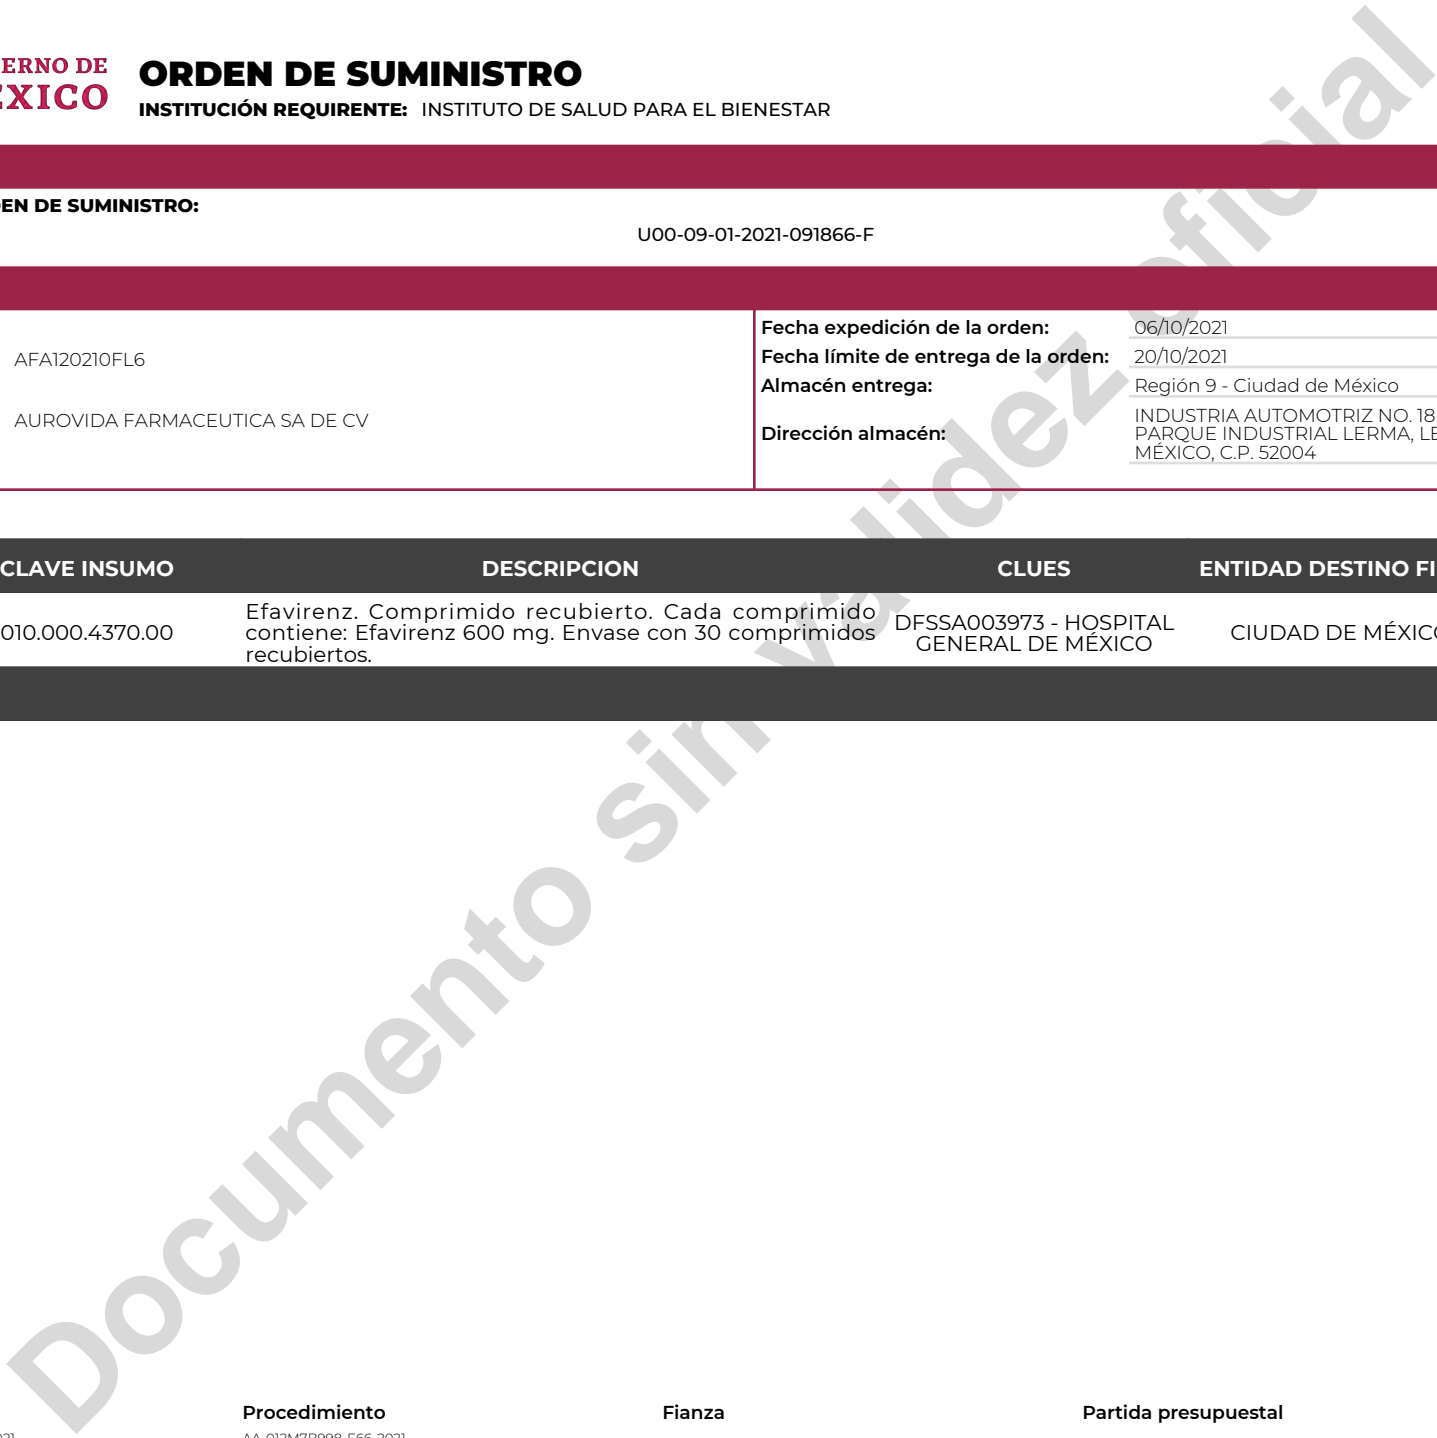 ERNO DE
EXICO
ORDEN DE SUMINISTRO
INSTITUCIÓN REQUIRENTE: INSTITUTO DE SALUD PARA EL BIENESTAR
EN DE SUMINISTRO:
U00-09-01-2021-091866-F
AFA120210FL6
AUROVIDA FARMACEUTICA SA DE CV
Fecha expedición de la orden: 06/10/2021
Fecha límite de entrega de la orden: 20/10/2021
Almacén entrega: Región 9 - Ciudad de México
Dirección almacén:
INDUSTRIA AUTOMOTRIZ NO. 18
PARQUE INDUSTRIAL LERMA, LE
MÉXICO, C.P. 52004
CLAVE INSUMO DESCRIPCION CLUES ENTIDAD DESTINO FI
010.000.4370.00
Efavirenz. Comprimido recubierto. Cada comprimido
contiene: Efavirenz 600 mg. Envase con 30 comprimidos
recubiertos.
DFSSA003973 - HOSPITAL
GENERAL DE MÉXICO
CIUDAD DE MÉXICO
Documento sin validez oficial
Procedimiento Fianza Partida presupuestal